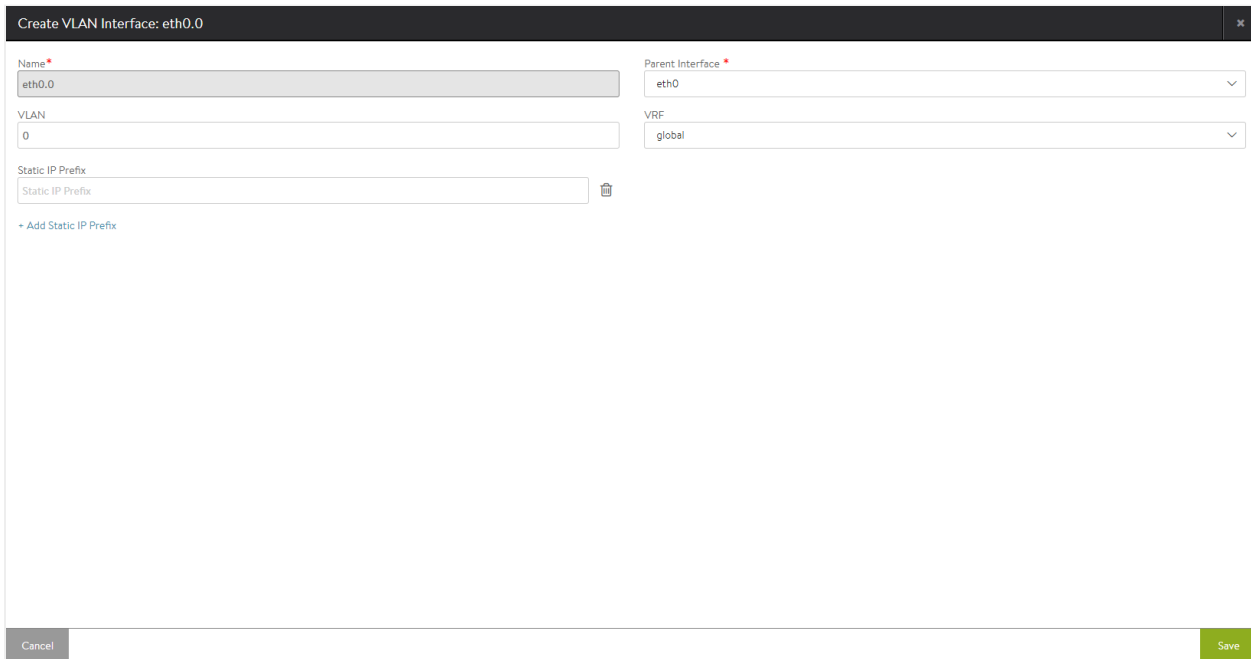 Create VLAN Interface: eth0.0
Name*
eth0.0
Parent Interface *
eth0
VLAN
0
VRF
global
Static IP Prefix
Static IP Prefix
+ Add Static IP Prefix
Cancel
Save